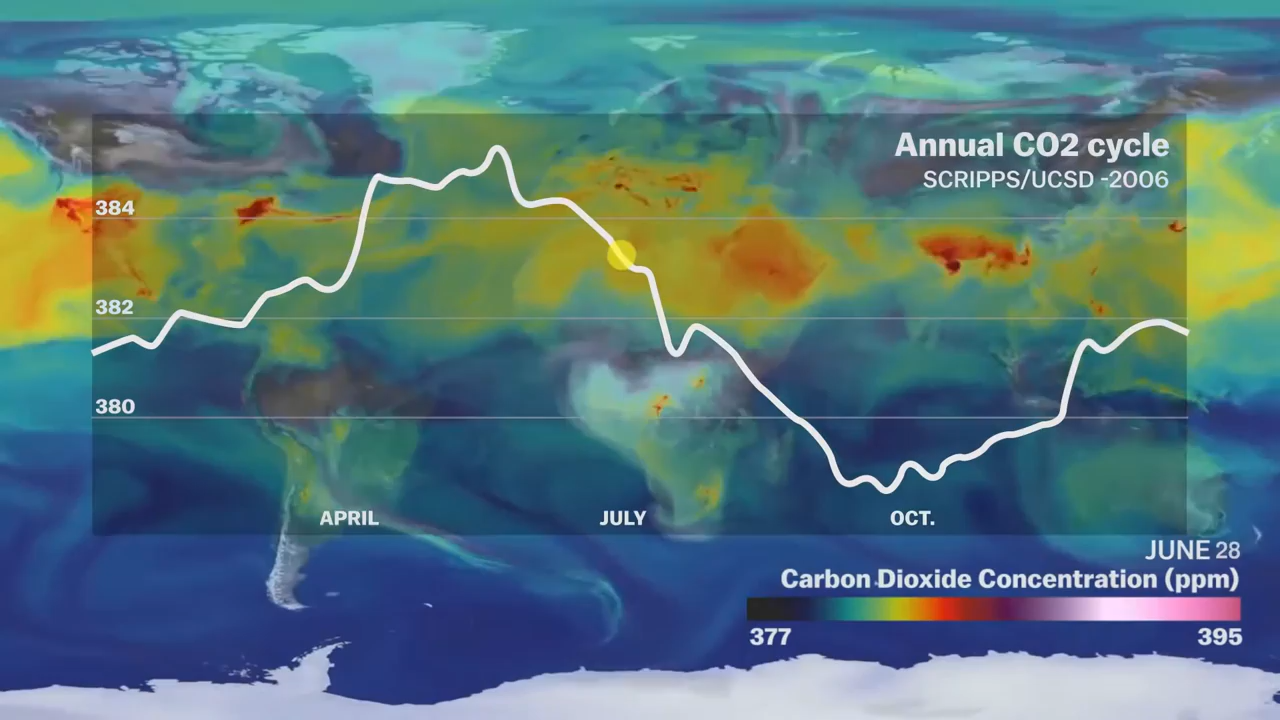 Annual CO2 cycle
SCRIPPS/UCSD -2006
384
382
380
APRIL JULY OCT.
JUNE 28
Carbon Dioxide Concentration (ppm)
377 395